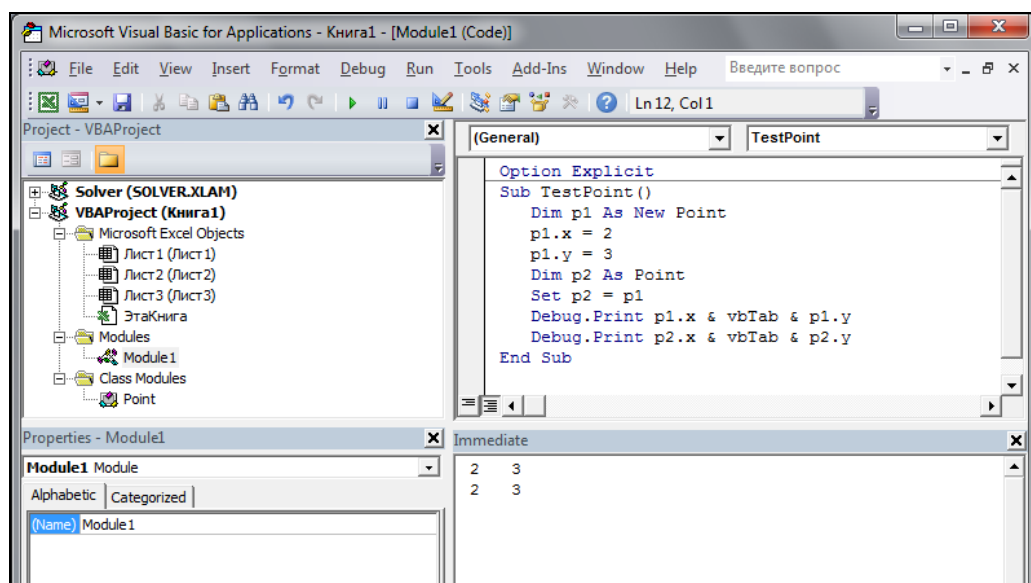 Microsoft Visual Basic for Applications - Книга1 - [Module1 (Code)]
File Edit View Insert Format Debug Run Tools Add-Ins Window Help Введите вопрос
Ln 12, Col 1
Project - VBAProject
Solver (SOLVER.XLAM)
VBAProject (Книга1)
Microsoft Excel Objects
Лист1 (Лист1)
Лист2 (Лист2)
Лист3 (Лист3)
ЭтаКнига
Modules
Module1
Class Modules
Point
(General) TestPoint
Option Explicit
Sub TestPoint()
Dim p1 As New Point
p1.x = 2
p1.y = 3
Dim p2 As Point
Set p2 = p1
Debug.Print p1.x & vbTab & p1.y
Debug.Print p2.x & vbTab & p2.y
End Sub
Properties - Module1
Module1 Module
Alphabetic Categorized
(Name) Module1
Immediate
2 3
2 3